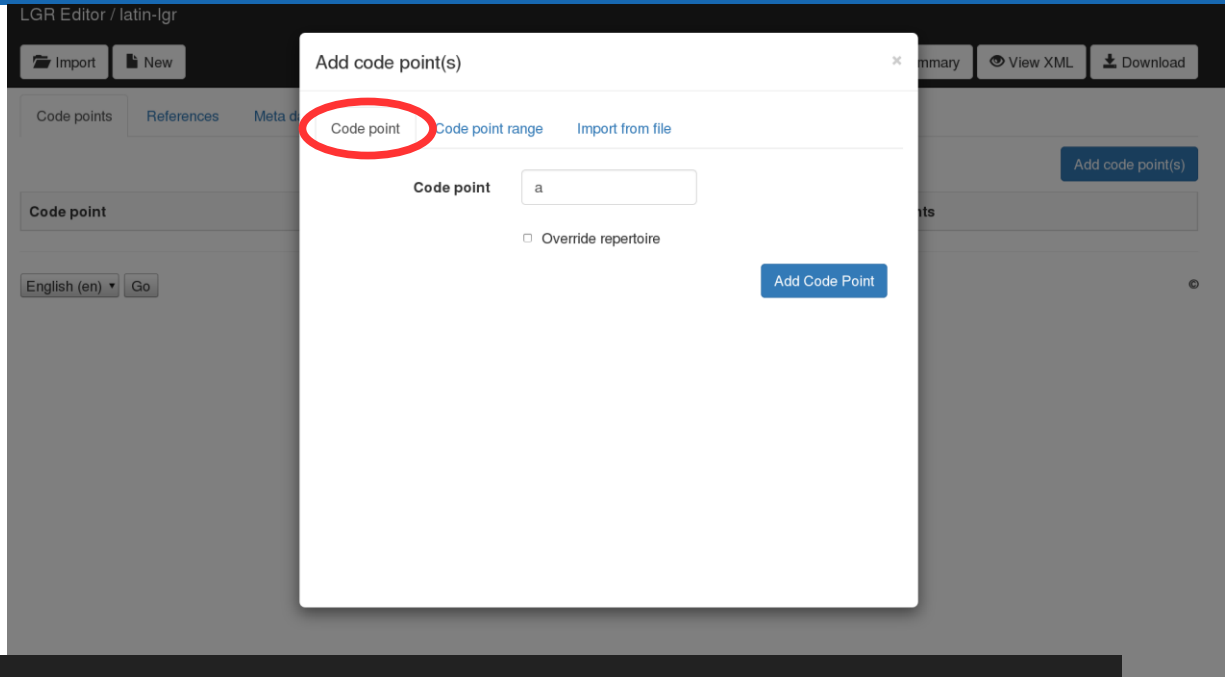 LGR Editor / latin-lgr
Import New
View XML Download
Code points References Meta
Add code point(s)
Code point
English (en) Go
©
Add code point(s) ×
Code point Code point range Import from file
Code point a
Override repertoire
Add Code Point